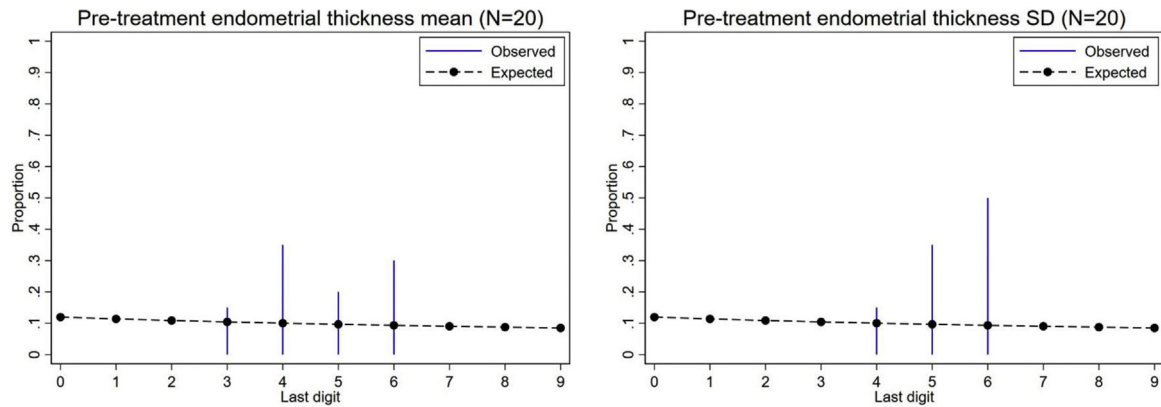 Pre-treatment endometrial thickness mean (N=20)
Observed
Expected
Proportion
1
.9
.8
.7
.6
.5
.4
.3
.2
.1
0
0 1 2 3 4 5 6 7 8 9
Last digit
Pre-treatment endometrial thickness SD (N=20)
Observed
Expected
Proportion
1
.9
.8
.7
.6
.5
.4
.3
.2
.1
0
0 1 2 3 4 5 6 7 8 9
Last digit